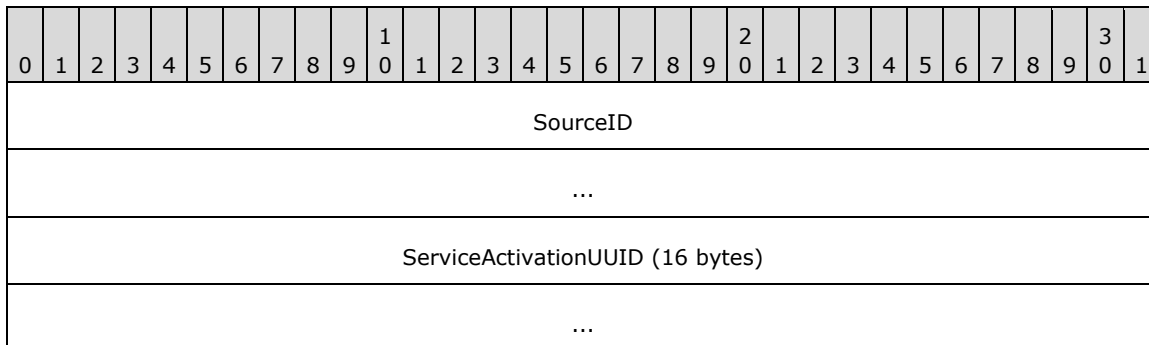 1 2 3
0 1 2 3 4 5 6 7 8 9 0 1 2 3 4 5 6 7 8 9 0 1 2 3 4 5 6 7 8 9 0 1
SourceID
...
ServiceActivationUUID (16 bytes)
...